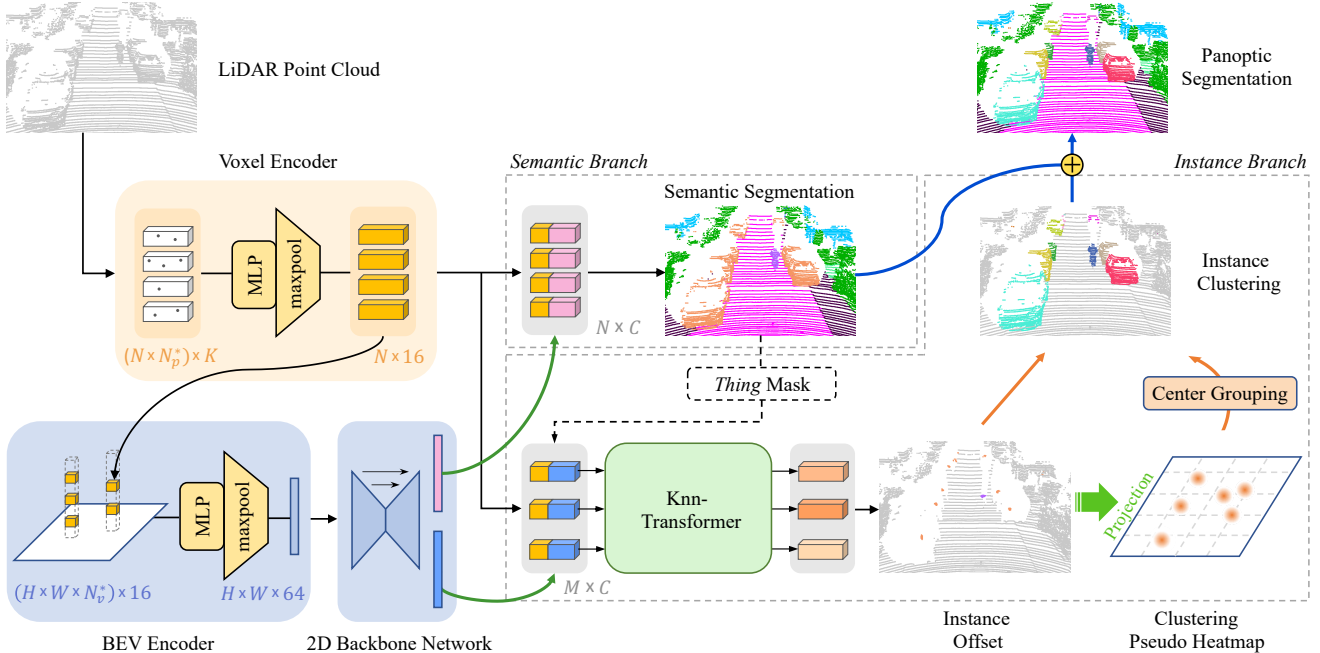 LiDAR Point Cloud
Panoptic
Segmentation
Voxel Encoder
Semantic Branch
Instance Branch
Semantic Segmentation
MLP
maxpool
Instance
Clustering
(N × N_p^*) × K
N × 16
N × C
Thing Mask
Center Grouping
MLP
maxpool
Knn-
Transformer
Projection
(H × W × N_v^*) × 16
H × W × 64
M × C
BEV Encoder
2D Backbone Network
Instance
Offset
Clustering
Pseudo Heatmap